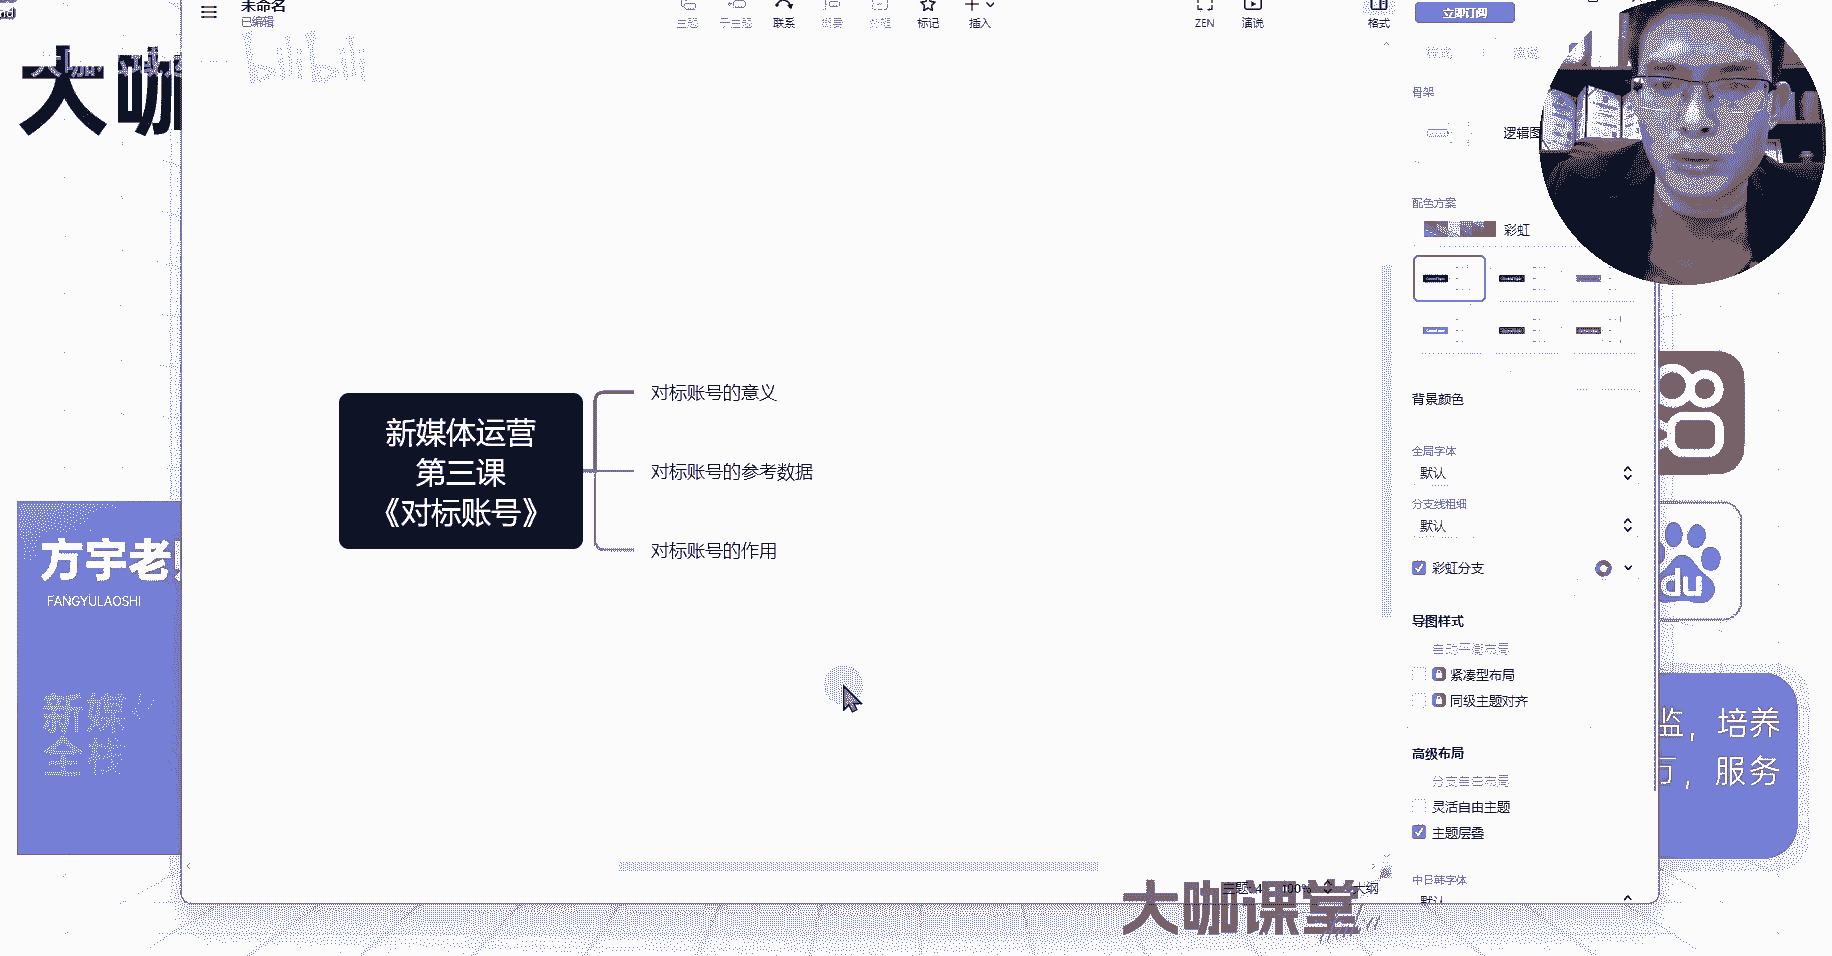 nd
未命名
已编辑
主题
子主题
联系
概要
外框
标记
插入
ZEN
演说
格式
立即订阅
大咖
bilibili
样式
骨架
逻辑图
配色方案
彩虹
背景颜色
全局字体
默认
分支线粗细
默认
彩虹分支
导图样式
自动平衡布局
紧凑型布局
同级主题对齐
高级布局
分支自由布局
灵活自由主题
主题层叠
中日韩字体
默认
新媒体运营
第三课
《对标账号》
对标账号的意义
对标账号的参考数据
对标账号的作用
方宇老
FANGYULAOSHI
新媒
全栈
du
监，培养
万，服务
主题: 4
100%
大纲
大咖课堂